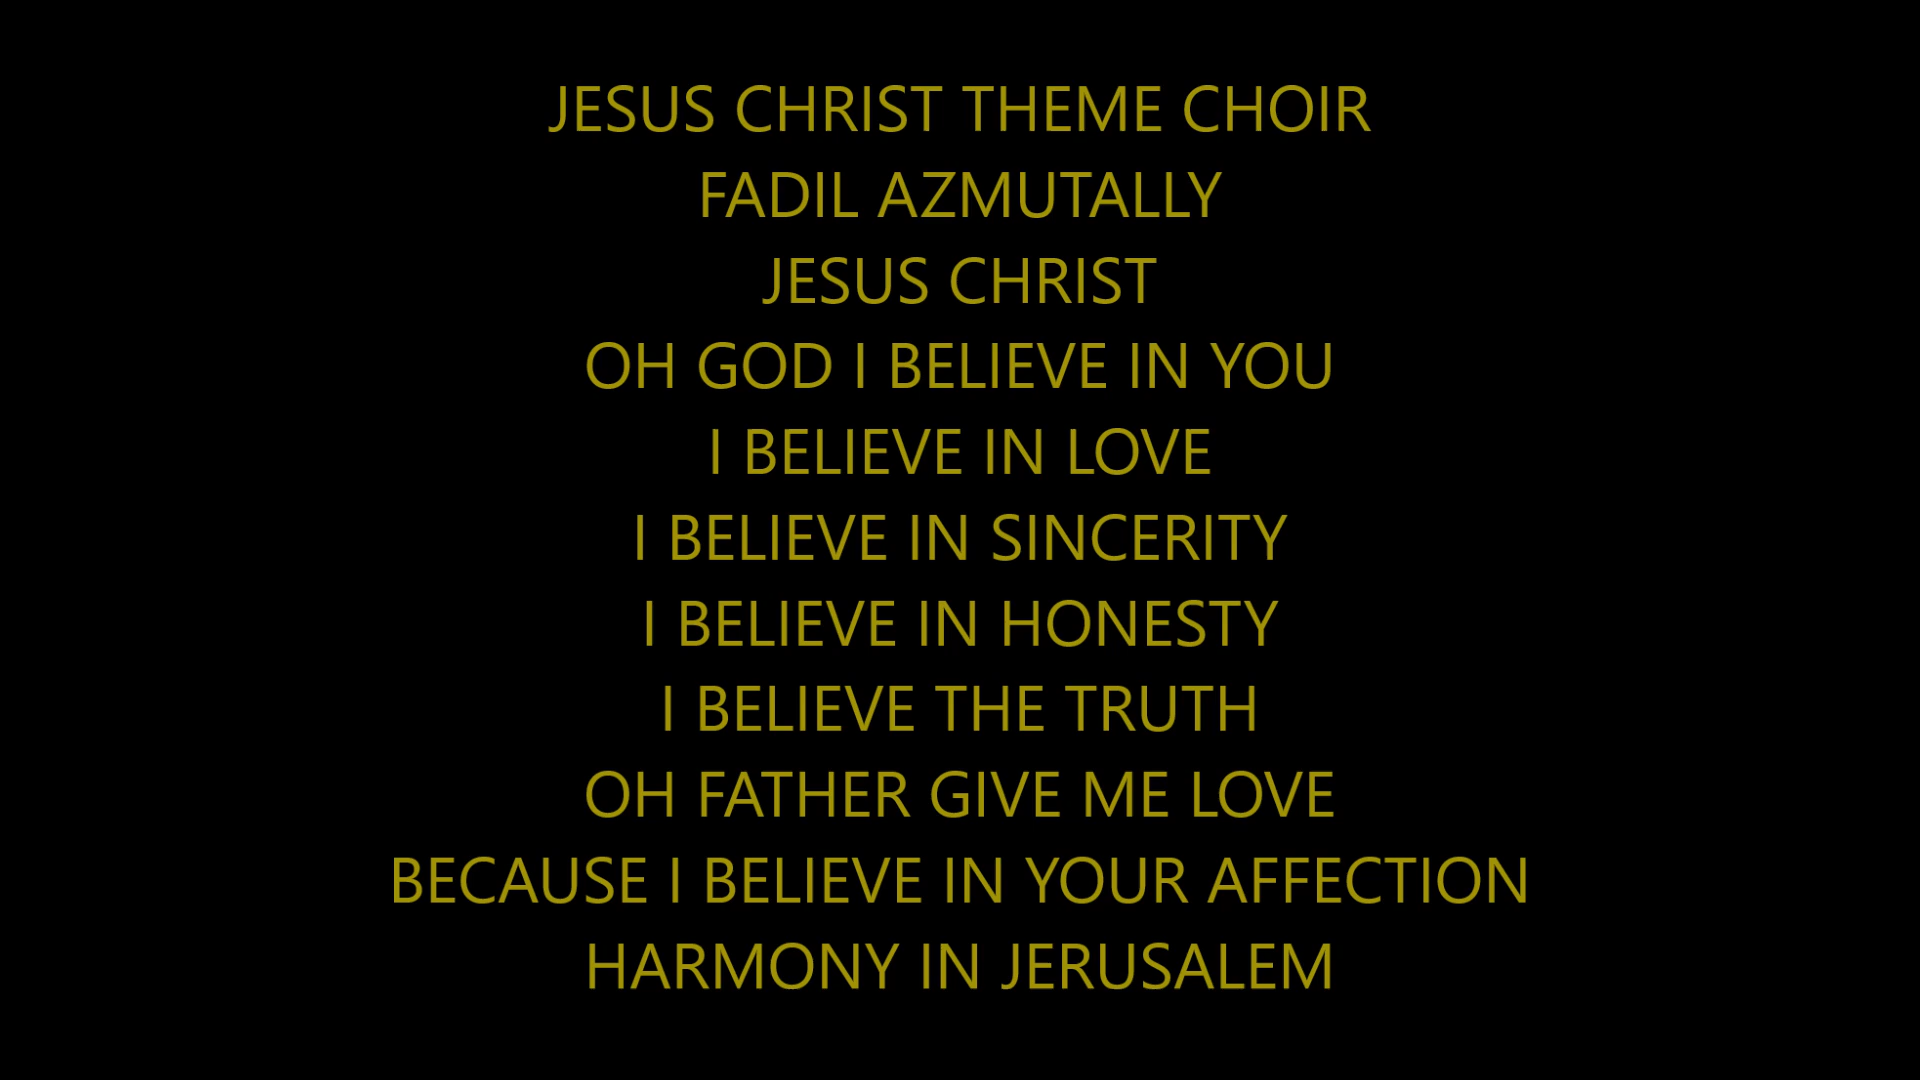 JESUS CHRIST THEME CHOIR
FADIL AZMUTALLY
JESUS CHRIST
OH GOD I BELIEVE IN YOU
I BELIEVE IN LOVE
I BELIEVE IN SINCERITY
I BELIEVE IN HONESTY
I BELIEVE THE TRUTH
OH FATHER GIVE ME LOVE
BECAUSE I BELIEVE IN YOUR AFFECTION
HARMONY IN JERUSALEM